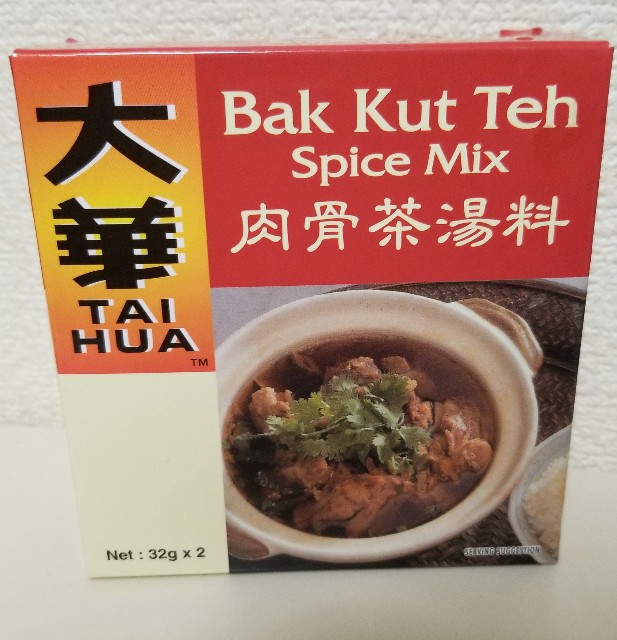 大
華
TAI
HUA
TM
Bak Kut Teh
Spice Mix
肉骨茶湯料
Net : 32g x 2
SERVING SUGGESTION